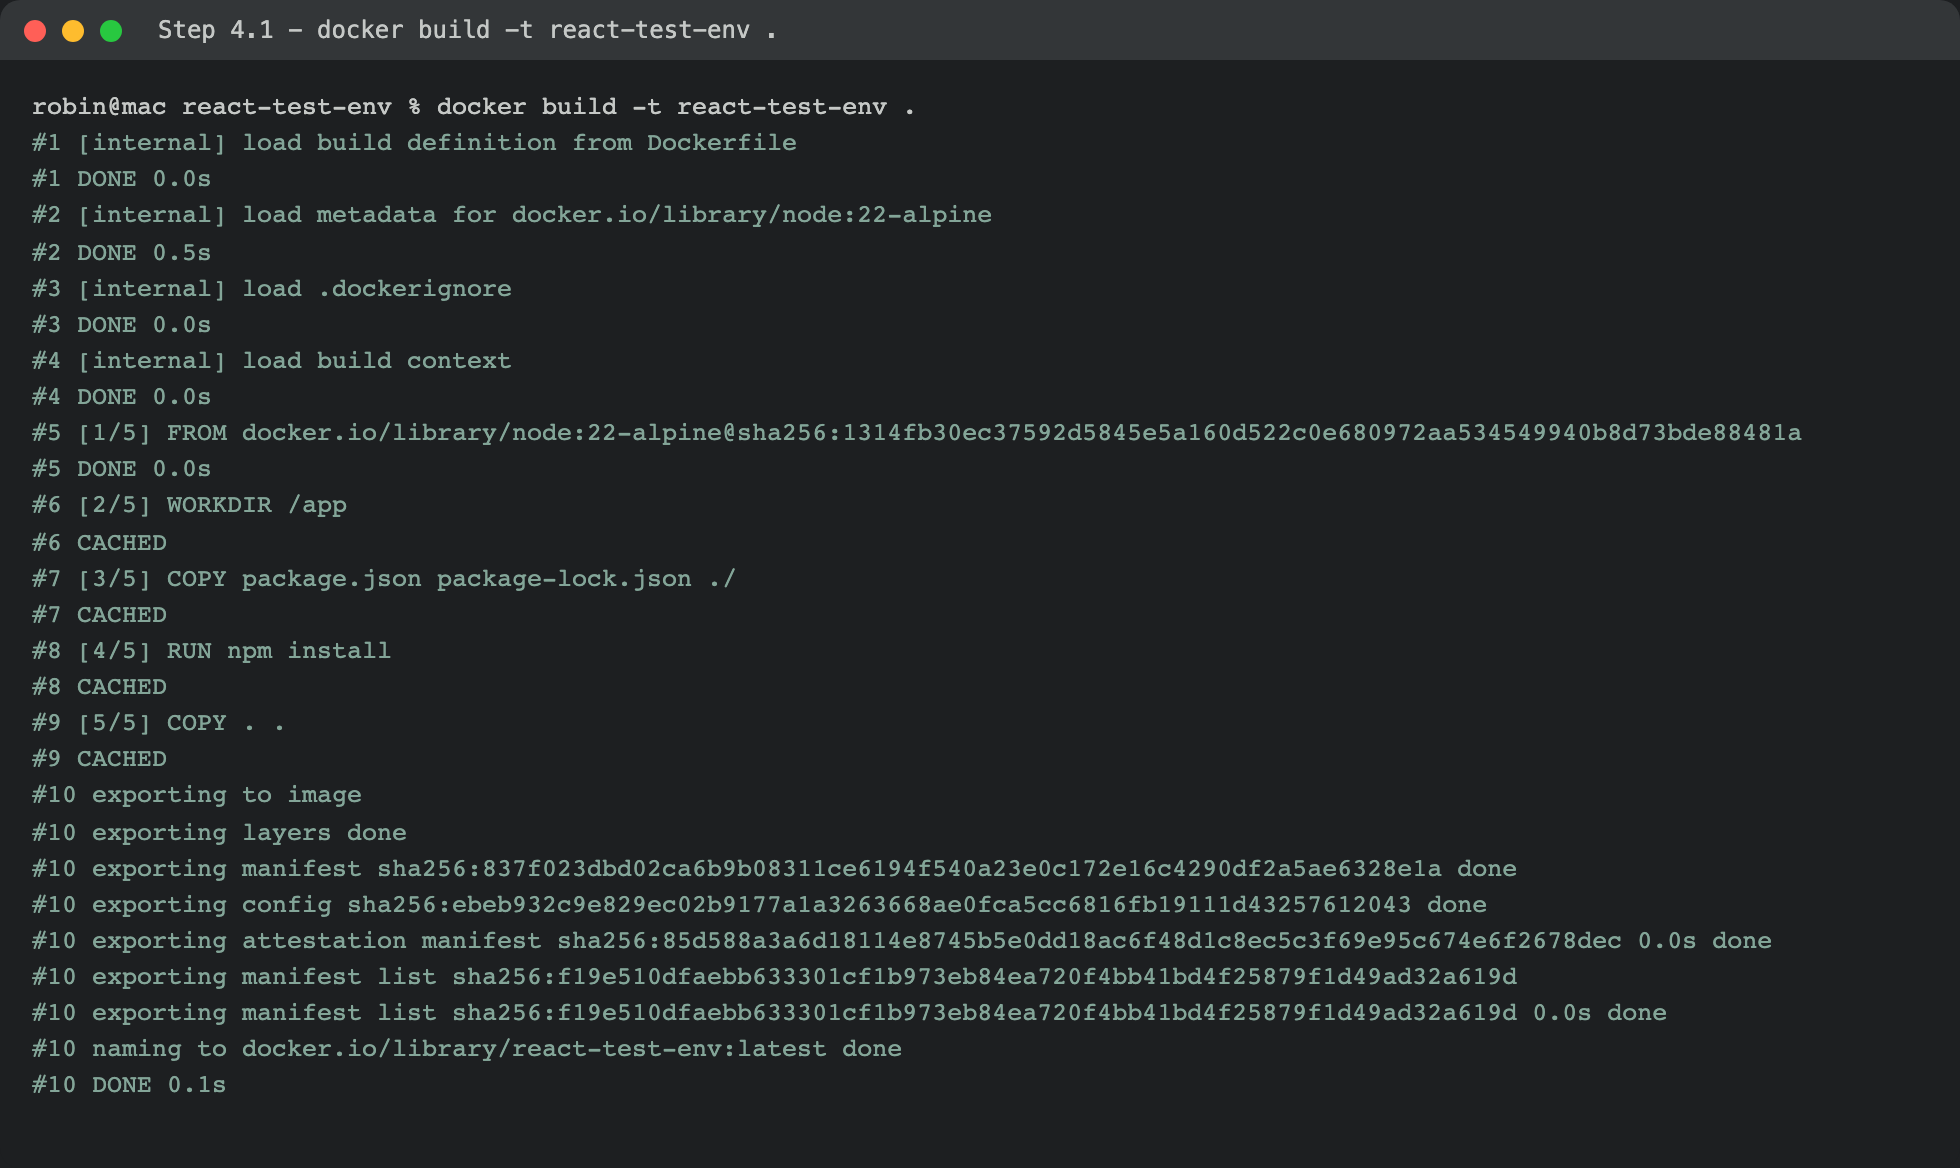 Step 4.1 – docker build -t react-test-env .
robin@mac react-test-env % docker build -t react-test-env .
#1 [internal] load build definition from Dockerfile
#1 DONE 0.0s
#2 [internal] load metadata for docker.io/library/node:22-alpine
#2 DONE 0.5s
#3 [internal] load .dockerignore
#3 DONE 0.0s
#4 [internal] load build context
#4 DONE 0.0s
#5 [1/5] FROM docker.io/library/node:22-alpine@sha256:1314fb30ec37592d5845e5a160d522c0e680972aa534549940b8d73bde88481a
#5 DONE 0.0s
#6 [2/5] WORKDIR /app
#6 CACHED
#7 [3/5] COPY package.json package-lock.json ./
#7 CACHED
#8 [4/5] RUN npm install
#8 CACHED
#9 [5/5] COPY . .
#9 CACHED
#10 exporting to image
#10 exporting layers done
#10 exporting manifest sha256:837f023dbd02ca6b9b08311ce6194f540a23e0c172e16c4290df2a5ae6328e1a done
#10 exporting config sha256:ebeb932c9e829ec02b9177a1a3263668ae0fca5cc6816fb19111d43257612043 done
#10 exporting attestation manifest sha256:85d588a3a6d18114e8745b5e0dd18ac6f48d1c8ec5c3f69e95c674e6f2678dec 0.0s done
#10 exporting manifest list sha256:f19e510dfaebb633301cf1b973eb84ea720f4bb41bd4f25879f1d49ad32a619d
#10 exporting manifest list sha256:f19e510dfaebb633301cf1b973eb84ea720f4bb41bd4f25879f1d49ad32a619d 0.0s done
#10 naming to docker.io/library/react-test-env:latest done
#10 DONE 0.1s